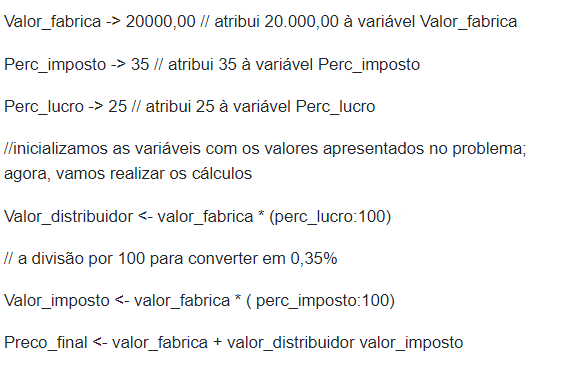 Valor_fabrica -> 20000,00 // atribui 20.000,00 à variável Valor_fabrica
Perc_imposto -> 35 // atribui 35 à variável Perc_imposto
Perc_lucro -> 25 // atribui 25 à variável Perc_lucro
//inicializamos as variáveis com os valores apresentados no problema;
agora, vamos realizar os cálculos
Valor_distribuidor <- valor_fabrica * (perc_lucro:100)
// a divisão por 100 para converter em 0,35%
Valor_imposto <- valor_fabrica * ( perc_imposto:100)
Preco_final <- valor_fabrica + valor_distribuidor valor_imposto